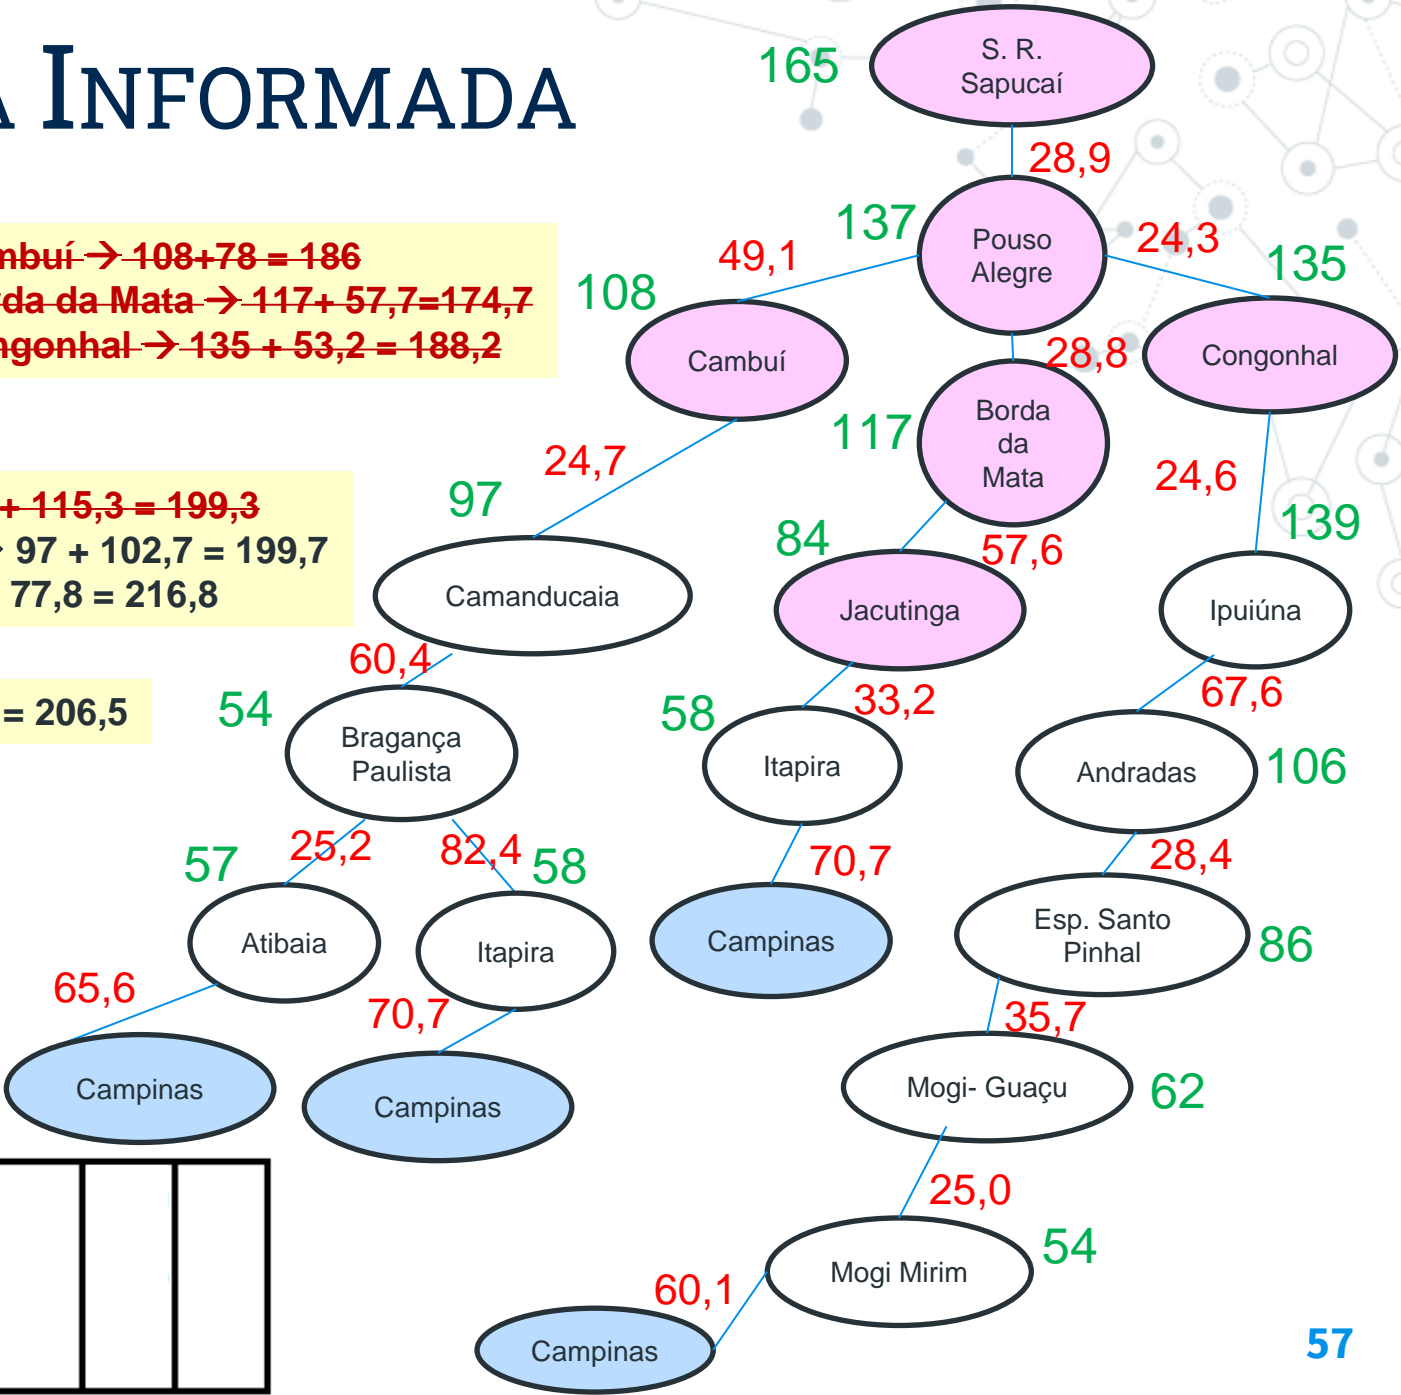 A INFORMADA
165
S. R.
Sapucaí
28,9
137
Pouso
Alegre
49,1
24,3
mbuí → 108+78 = 186
rda da Mata → 117+ 57,7=174,7
ngonhal → 135 + 53,2 = 188,2
108
Cambuí
28,8
135
Congonhal
117
Borda
da
Mata
24,7
24,6
97
84
57,6
139
+ 115,3 = 199,3
97 + 102,7 = 199,7
77,8 = 216,8
Camanducaia
Jacutinga
Ipuiúna
60,4
33,2
67,6
= 206,5
54
Bragança
Paulista
58
Itapira
Andradas
106
57
25,2
82,4
58
70,7
28,4
Atibaia
Itapira
Campinas
Esp. Santo
Pinhal
86
65,6
70,7
35,7
Campinas
Campinas
Mogi- Guaçu
62
25,0
Mogi Mirim
54
60,1
Campinas
57